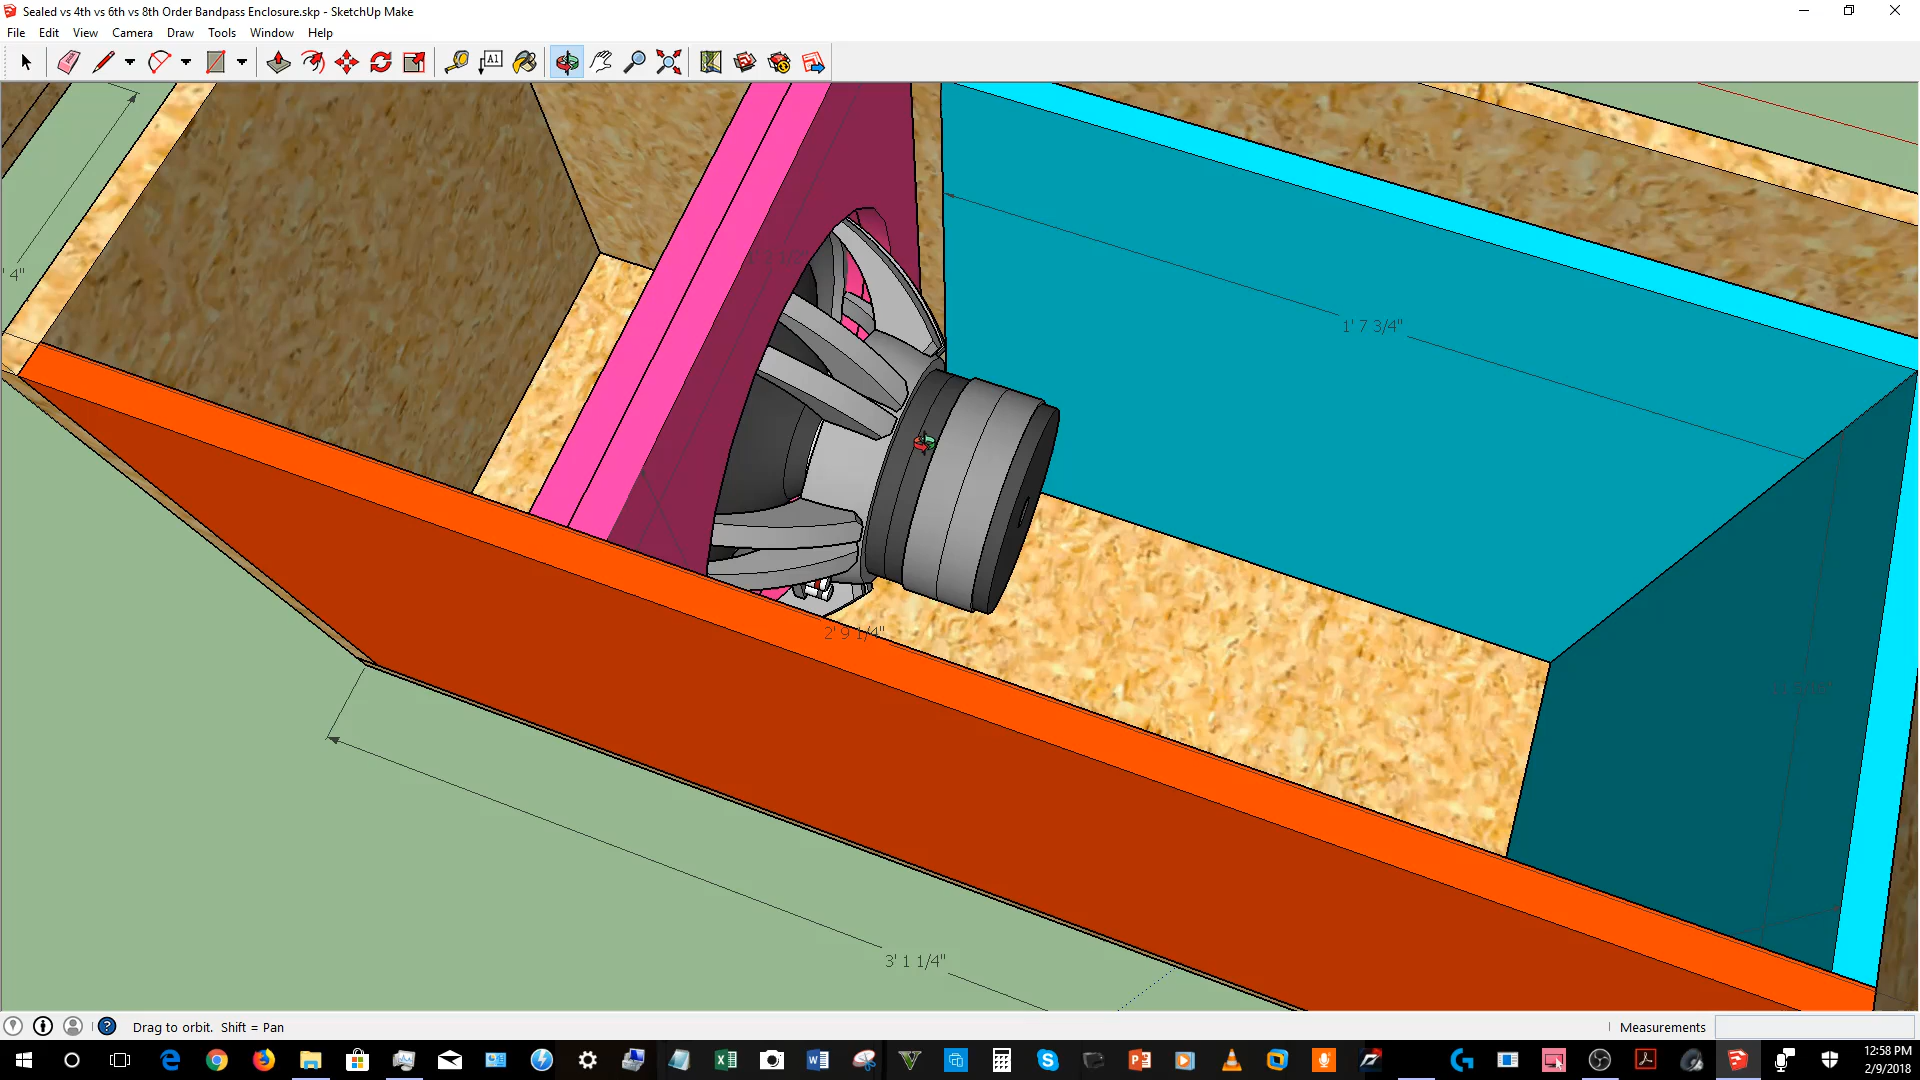 Sealed vs 4th vs 6th vs 8th Order Bandpass Enclosure.skp - SketchUp Make
File Edit View Camera Draw Tools Window Help
A1
' 4"
1' 7 3/4"
2' 9 1/4"
3' 1 1/4"
Drag to orbit. Shift = Pan
Measurements
12:58 PM
2/9/2018